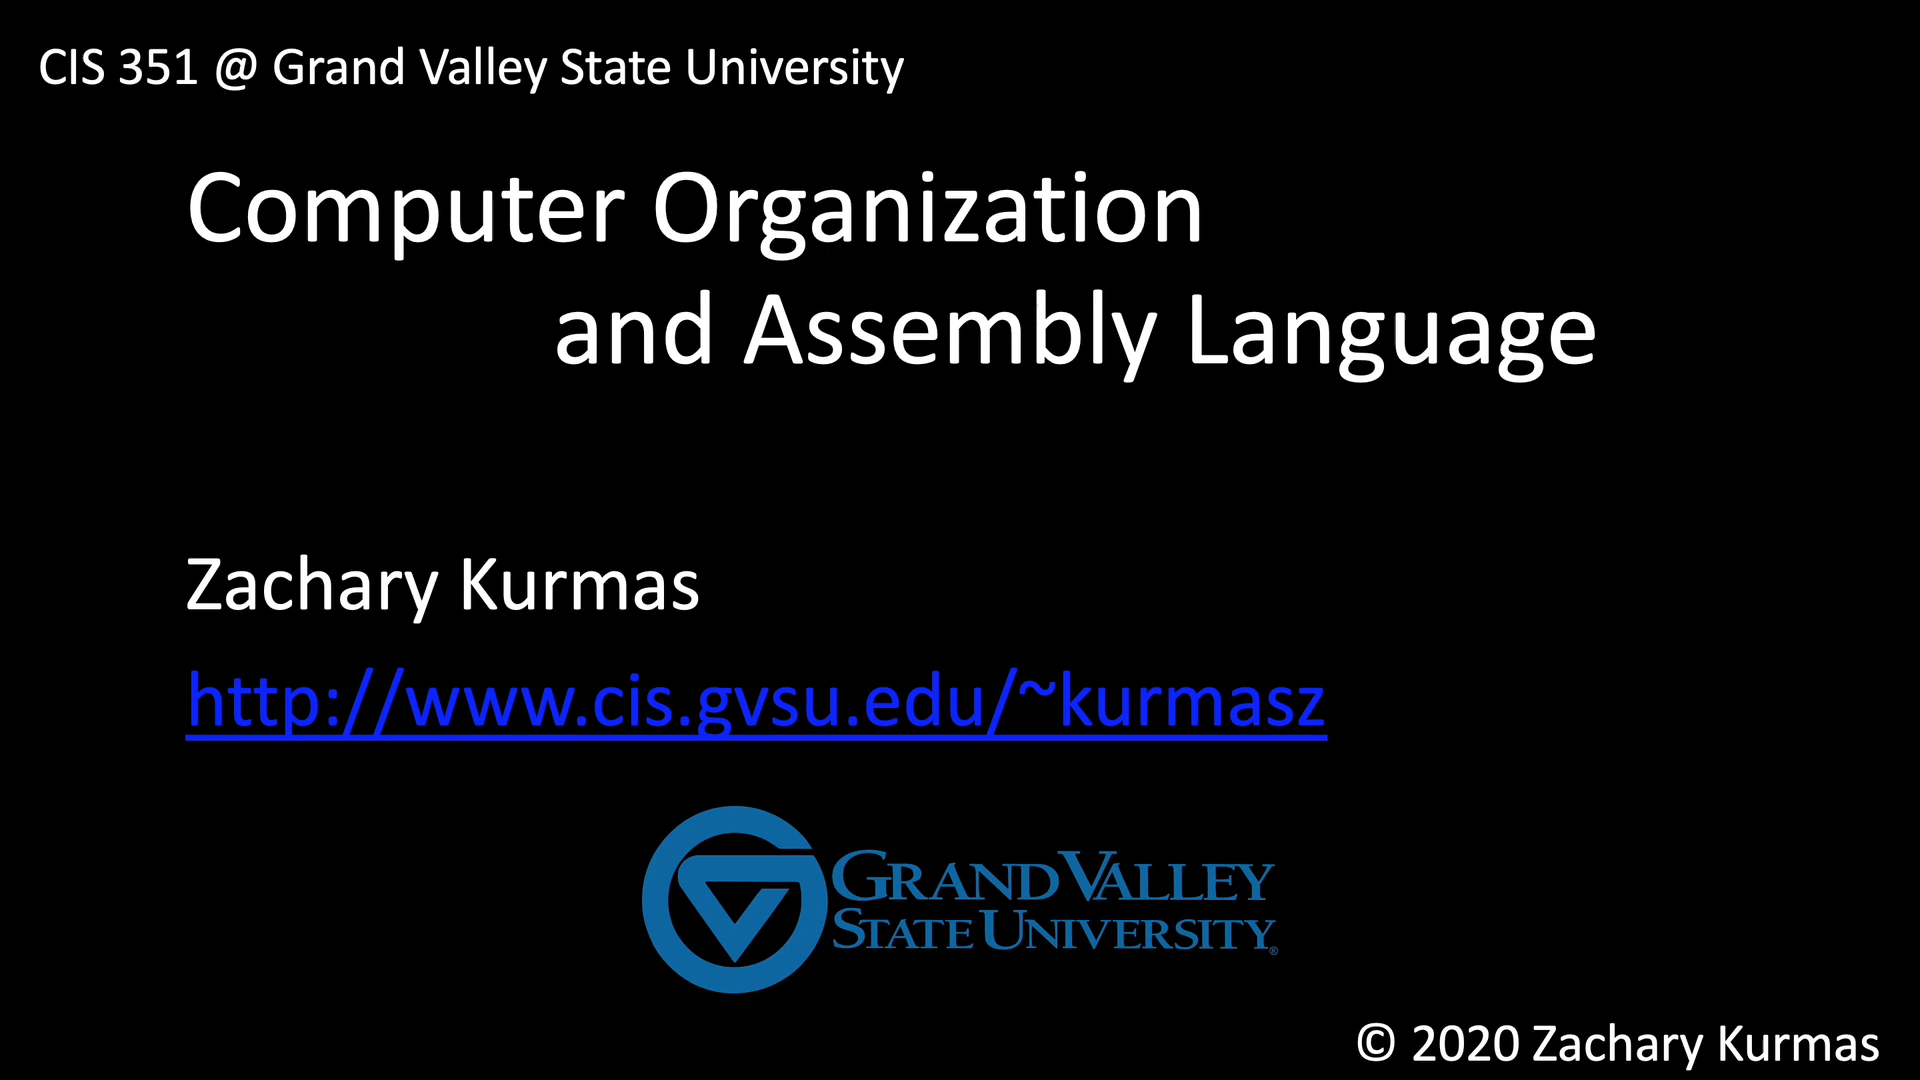 CIS 351 @ Grand Valley State University
Computer Organization
and Assembly Language
Zachary Kurmas
http://www.cis.gvsu.edu/~kurmasz
GRAND VALLEY
STATE UNIVERSITY®
© 2020 Zachary Kurmas